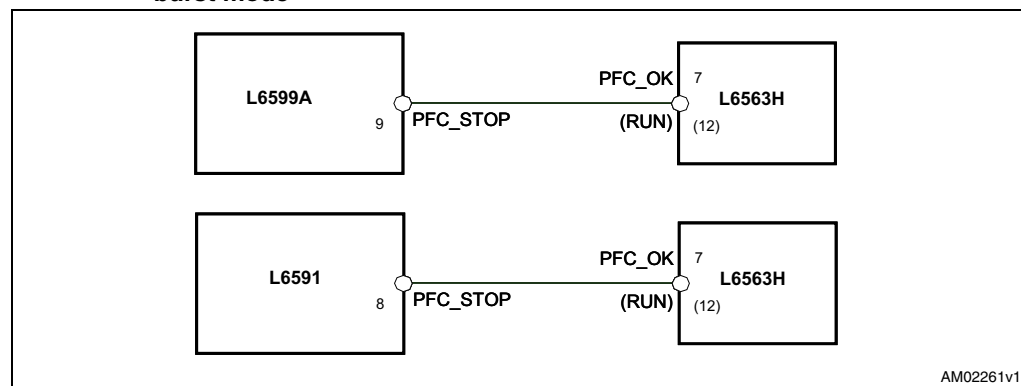 burst mode
PFC_OK 7
L6599A L6563H
9 PFC_STOP (RUN) (12)
PFC_OK 7
L6591 L6563H
8 PFC_STOP (RUN) (12)
AM02261v1